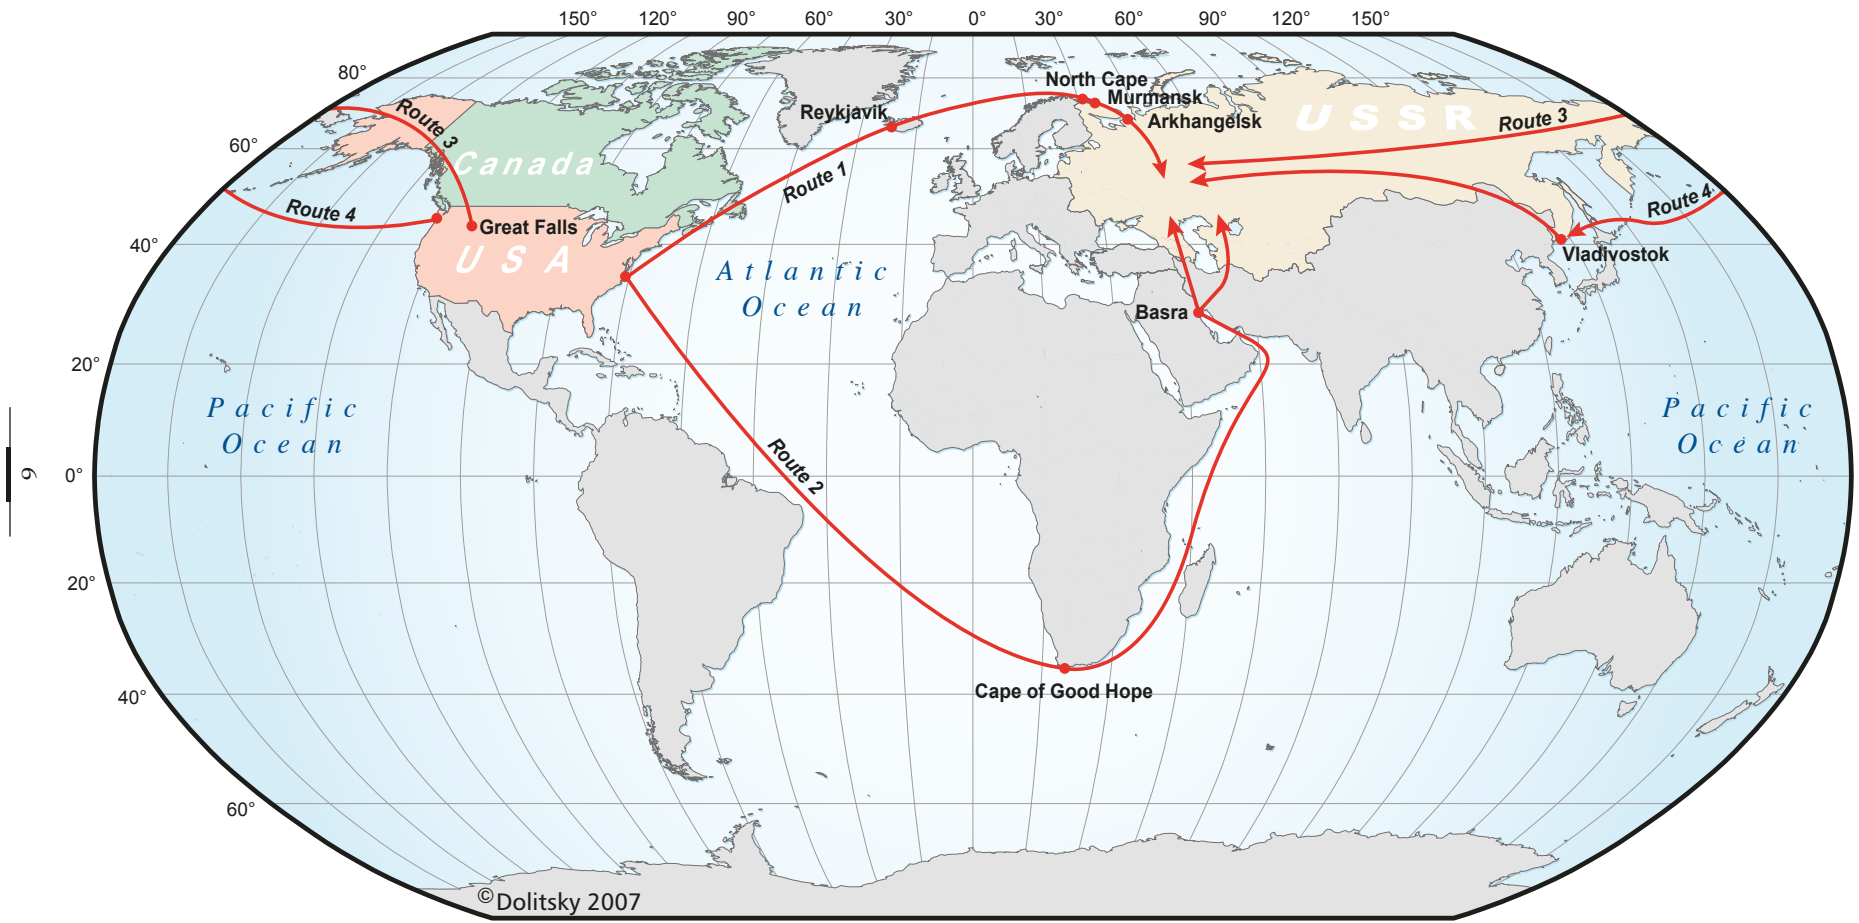 150° 120° 90° 60° 30° 0° 30° 60° 90° 120° 150°
80°
North Cape
Murmansk
Reykjavik
Arkhangelsk
USSR
Route 3
Route 3
60°
Canada
Route 1
Route 4
Route 4
Great Falls
40°
USA
Vladivostok
Atlantic
Ocean
Basra
20°
Pacific
Ocean
Pacific
Ocean
Route 2
0°
9
20°
Cape of Good Hope
40°
60°
©Dolitsky 2007